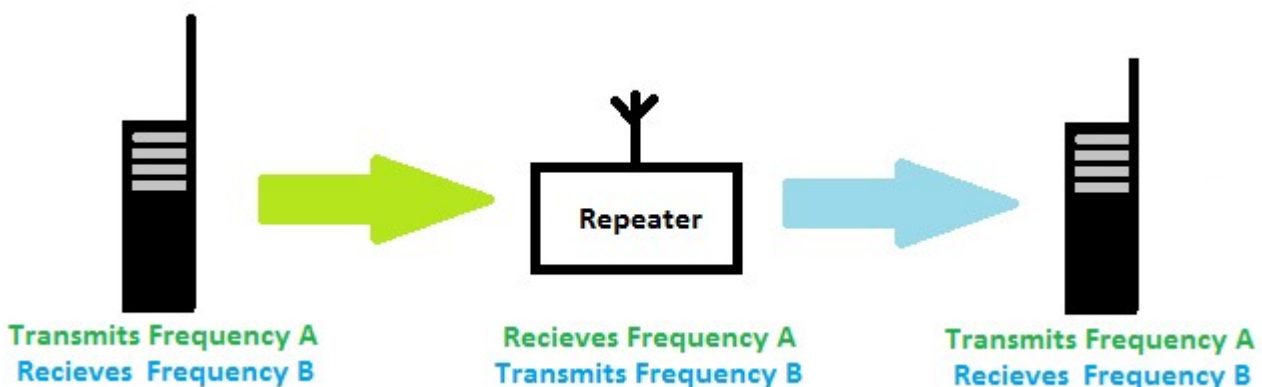 Repeater
Transmits Frequency A
Recieves Frequency B
Recieves Frequency A
Transmits Frequency B
Transmits Frequency A
Recieves Frequency B